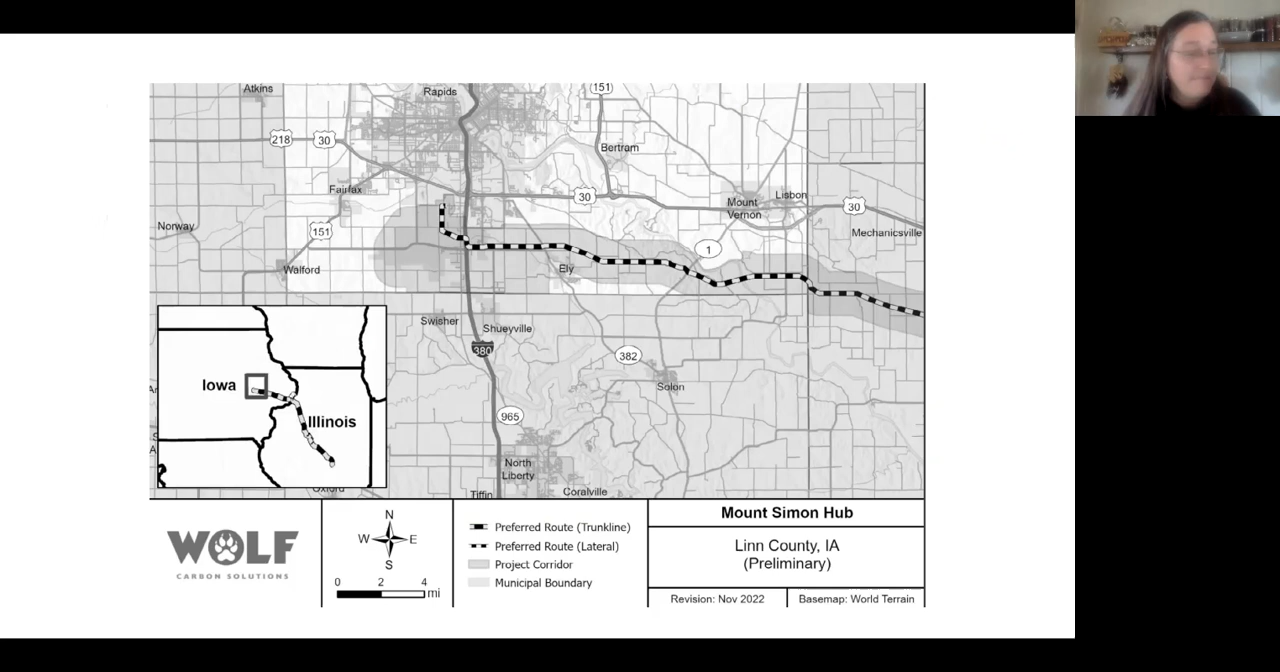 Atkins
Rapids
151
218
30
Bertram
Fairfax
30
Mount
Vernon
Lisbon
30
Norway
151
1
Mechanicsville
Walford
Ely
Swisher
Shueyville
380
382
Iowa
Solon
Illinois
965
North
Liberty
Tiffin
Coralville
WOLF
CARBON SOLUTIONS
N
W
E
S
0 2 4
mi
Preferred Route (Trunkline)
Preferred Route (Lateral)
Project Corridor
Municipal Boundary
Mount Simon Hub
Linn County, IA
(Preliminary)
Revision: Nov 2022
Basemap: World Terrain